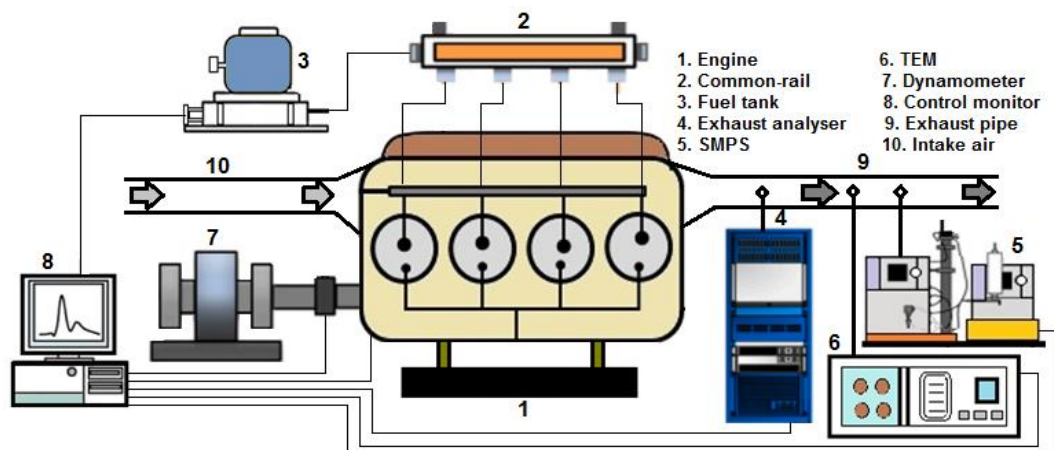 2
3
1. Engine
2. Common-rail
3. Fuel tank
4. Exhaust analyser
5. SMPS
6. TEM
7. Dynamometer
8. Control monitor
9. Exhaust pipe
10. Intake air
10
9
4
7
8
5
6
1